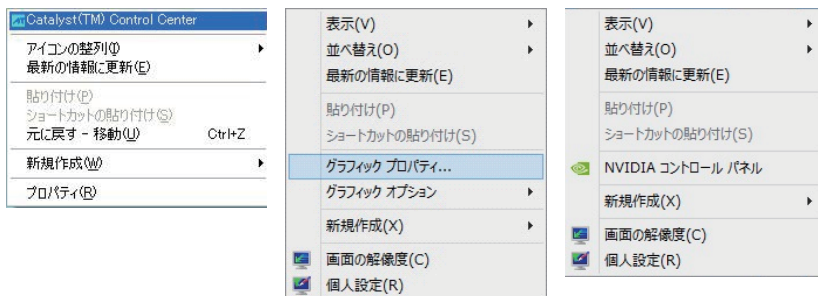 Catalyst(TM) Control Center
アイコンの整列(I)
最新の情報に更新(E)
貼り付け(P)
ショートカットの貼り付け(S)
元に戻す - 移動(U) Ctrl+Z
新規作成(W)
プロパティ(R)
表示(V)
並べ替え(O)
最新の情報に更新(E)
貼り付け(P)
ショートカットの貼り付け(S)
グラフィック プロパティ...
グラフィック オプション
新規作成(X)
画面の解像度(C)
個人設定(R)
表示(V)
並べ替え(O)
最新の情報に更新(E)
貼り付け(P)
ショートカットの貼り付け(S)
NVIDIA コントロール パネル
新規作成(X)
画面の解像度(C)
個人設定(R)